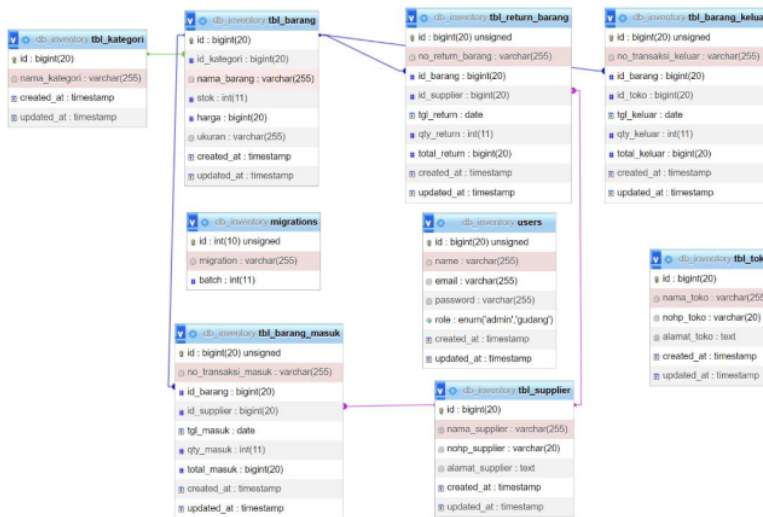 db_inventory tbl_kategori
id : bigint(20)
nama_kategori : varchar(255)
created_at : timestamp
updated_at : timestamp
db_inventory tbl_barang
id : bigint(20)
id_kategori : bigint(20)
nama_barang : varchar(255)
stok : int(11)
harga : bigint(20)
ukuran : varchar(255)
created_at : timestamp
updated_at : timestamp
db_inventory tbl_return_barang
id : bigint(20) unsigned
no_return_barang : varchar(255)
id_barang : bigint(20)
id_supplier : bigint(20)
tgl_return : date
qty_return : int(11)
total_return : bigint(20)
created_at : timestamp
updated_at : timestamp
db_inventory tbl_barang_keluar
id : bigint(20) unsigned
no_transaksi_keluar : varchar(255)
id_barang : bigint(20)
id_toko : bigint(20)
tgl_keluar : date
qty_keluar : int(11)
total_keluar : bigint(20)
created_at : timestamp
updated_at : timestamp
db_inventory migrations
id : int(10) unsigned
migration : varchar(255)
batch : int(11)
db_inventory users
id : bigint(20) unsigned
name : varchar(255)
email : varchar(255)
password : varchar(255)
role : enum('admin','gudang')
created_at : timestamp
updated_at : timestamp
db_inventory tbl_tok
id : bigint(20)
nama_toko : varchar(255
nohp_toko : varchar(20)
alamat_toko : text
created_at : timestamp
updated_at : timestamp
db_inventory tbl_barang_masuk
id : bigint(20) unsigned
no_transaksi_masuk : varchar(255)
id_barang : bigint(20)
id_supplier : bigint(20)
tgl_masuk : date
qty_masuk : int(11)
total_masuk : bigint(20)
created_at : timestamp
updated_at : timestamp
db_inventory tbl_supplier
id : bigint(20)
nama_supplier : varchar(255)
nohp_supplier : varchar(20)
alamat_supplier : text
created_at : timestamp
updated_at : timestamp